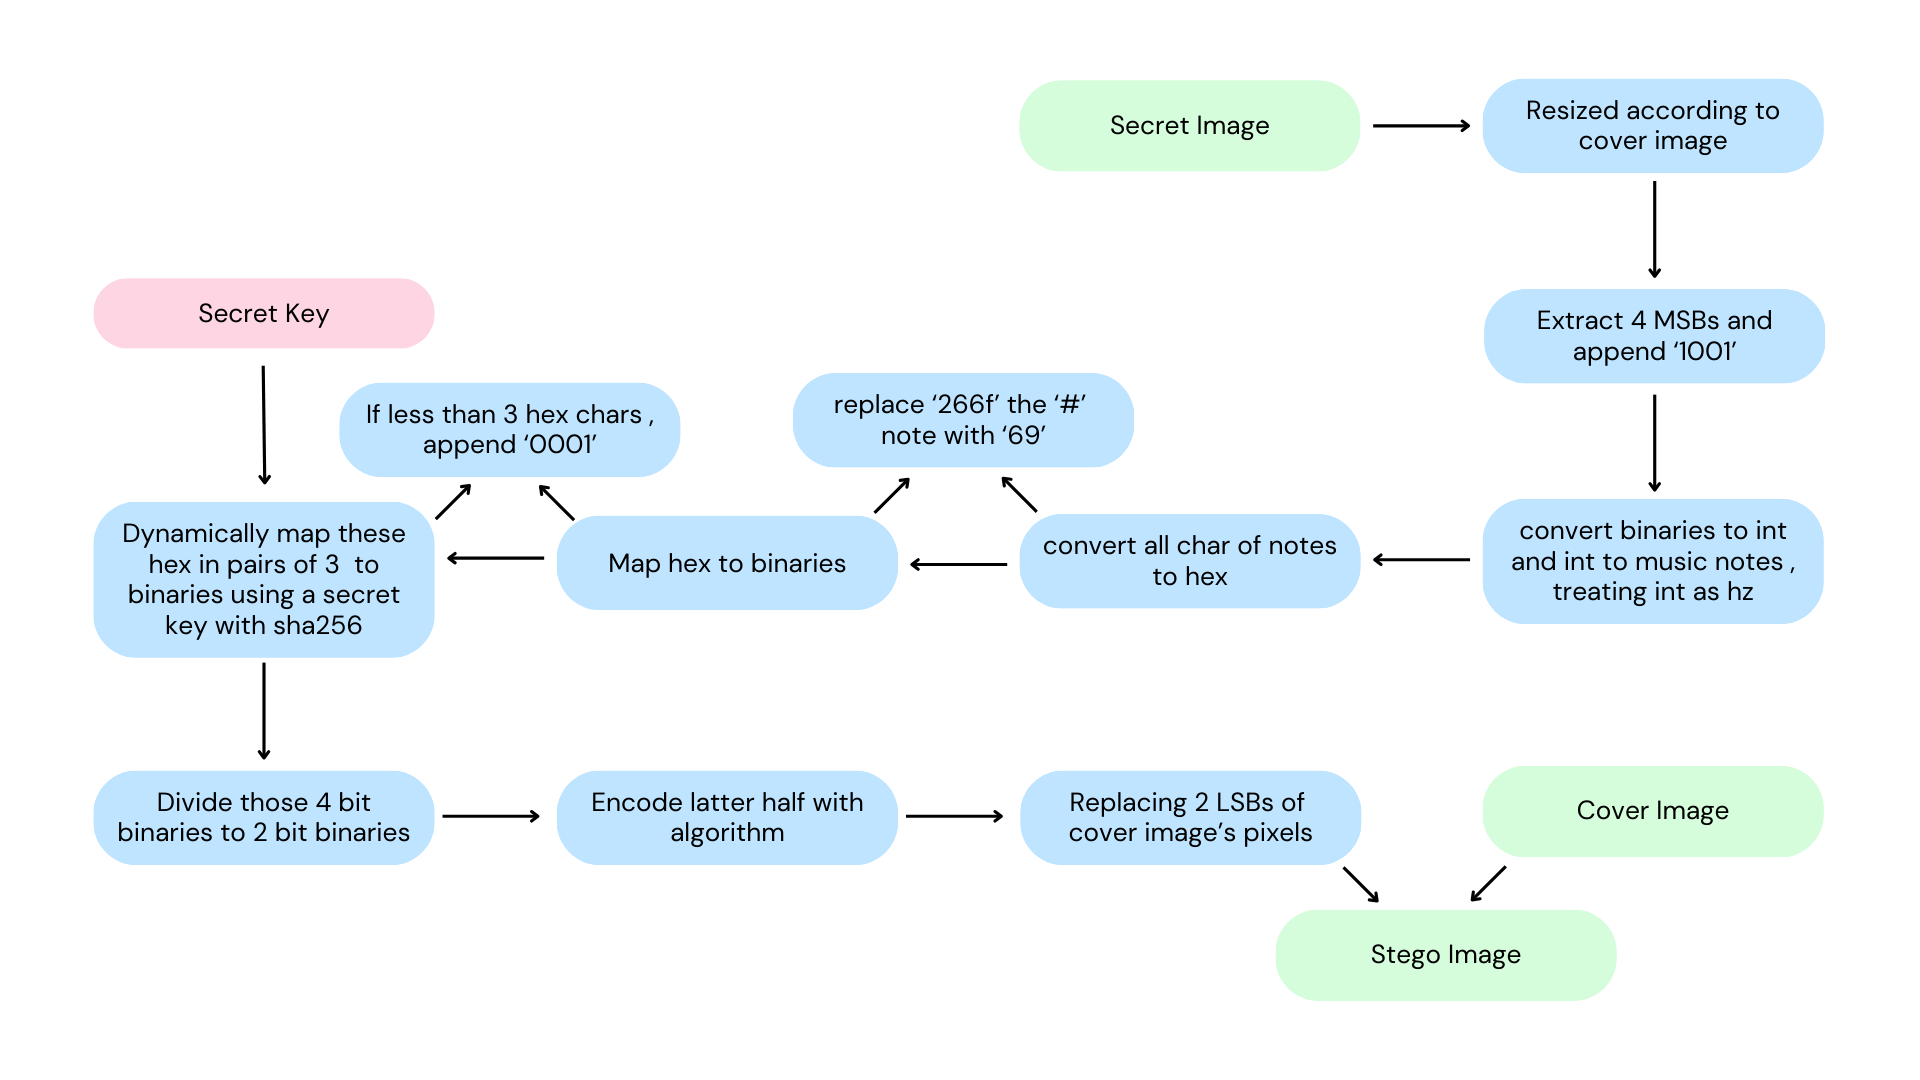 Secret Image
Resized according to
cover image
Extract 4 MSBs and
append ‘1001’
convert binaries to int
and int to music notes ,
treating int as hz
convert all char of notes
to hex
replace ‘266f’ the ‘#’
note with ‘69’
Map hex to binaries
If less than 3 hex chars ,
append ‘0001’
Secret Key
Dynamically map these
hex in pairs of 3  to
binaries using a secret
key with sha256
Divide those 4 bit
binaries to 2 bit binaries
Encode latter half with
algorithm
Replacing 2 LSBs of
cover image’s pixels
Cover Image
Stego Image